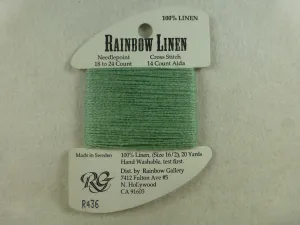 100% LINEN
RAINBOW LINEN
Needlepoint
18 to 24 Count
Cross Stitch
14 Count Aida
Made in Sweden
100% Linen, (Size 16/2), 20 Yards
Hand Washable, test first.
RG
Dist. by Rainbow Gallery
7412 Fulton Ave #5
N. Hollywood
CA 91605
R436